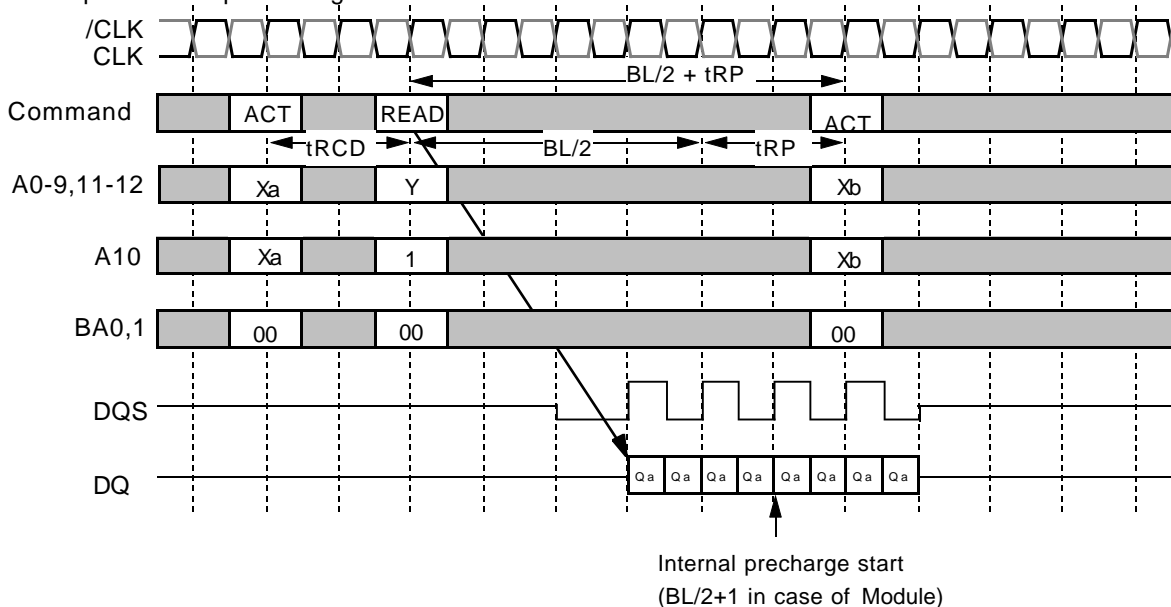 /CLK
CLK
BL/2 + tRP
Command ACT READ ACT
tRCD BL/2 tRP
A0-9,11-12 Xa Y Xb
A10 Xa 1 Xb
BA0,1 00 00 00
DQS
DQ Qa Qa Qa Qa Qa Qa Qa Qa
Internal precharge start
(BL/2+1 in case of Module)